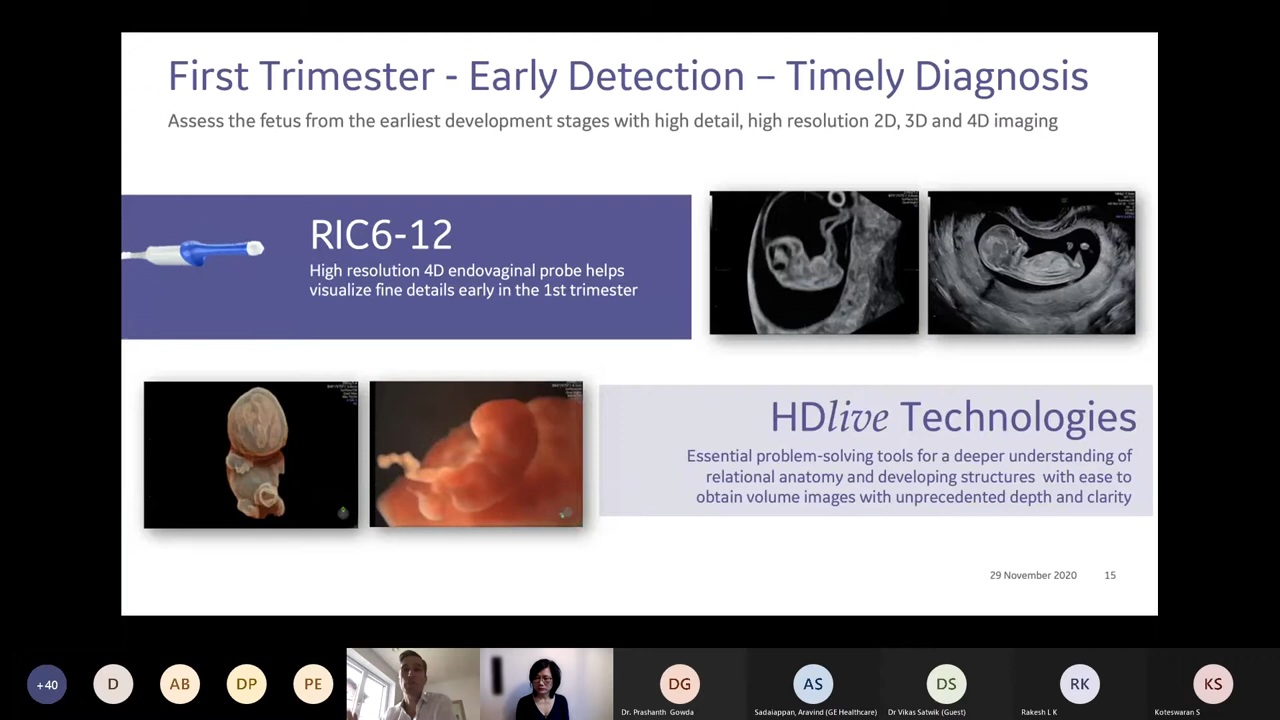 First Trimester - Early Detection – Timely Diagnosis
Assess the fetus from the earliest development stages with high detail, high resolution 2D, 3D and 4D imaging
RIC6-12
High resolution 4D endovaginal probe helps
visualize fine details early in the 1st trimester
HDlive Technologies
Essential problem-solving tools for a deeper understanding of
relational anatomy and developing structures with ease to
obtain volume images with unprecedented depth and clarity
29 November 2020 15
+40 D AB DP PE DG AS DS RK KS
Dr. Prashanth Gowda Sadaiappan, Aravind (GE Healthcare) Dr Vikas Satwik (Guest) Rakesh L K Koteswaran S